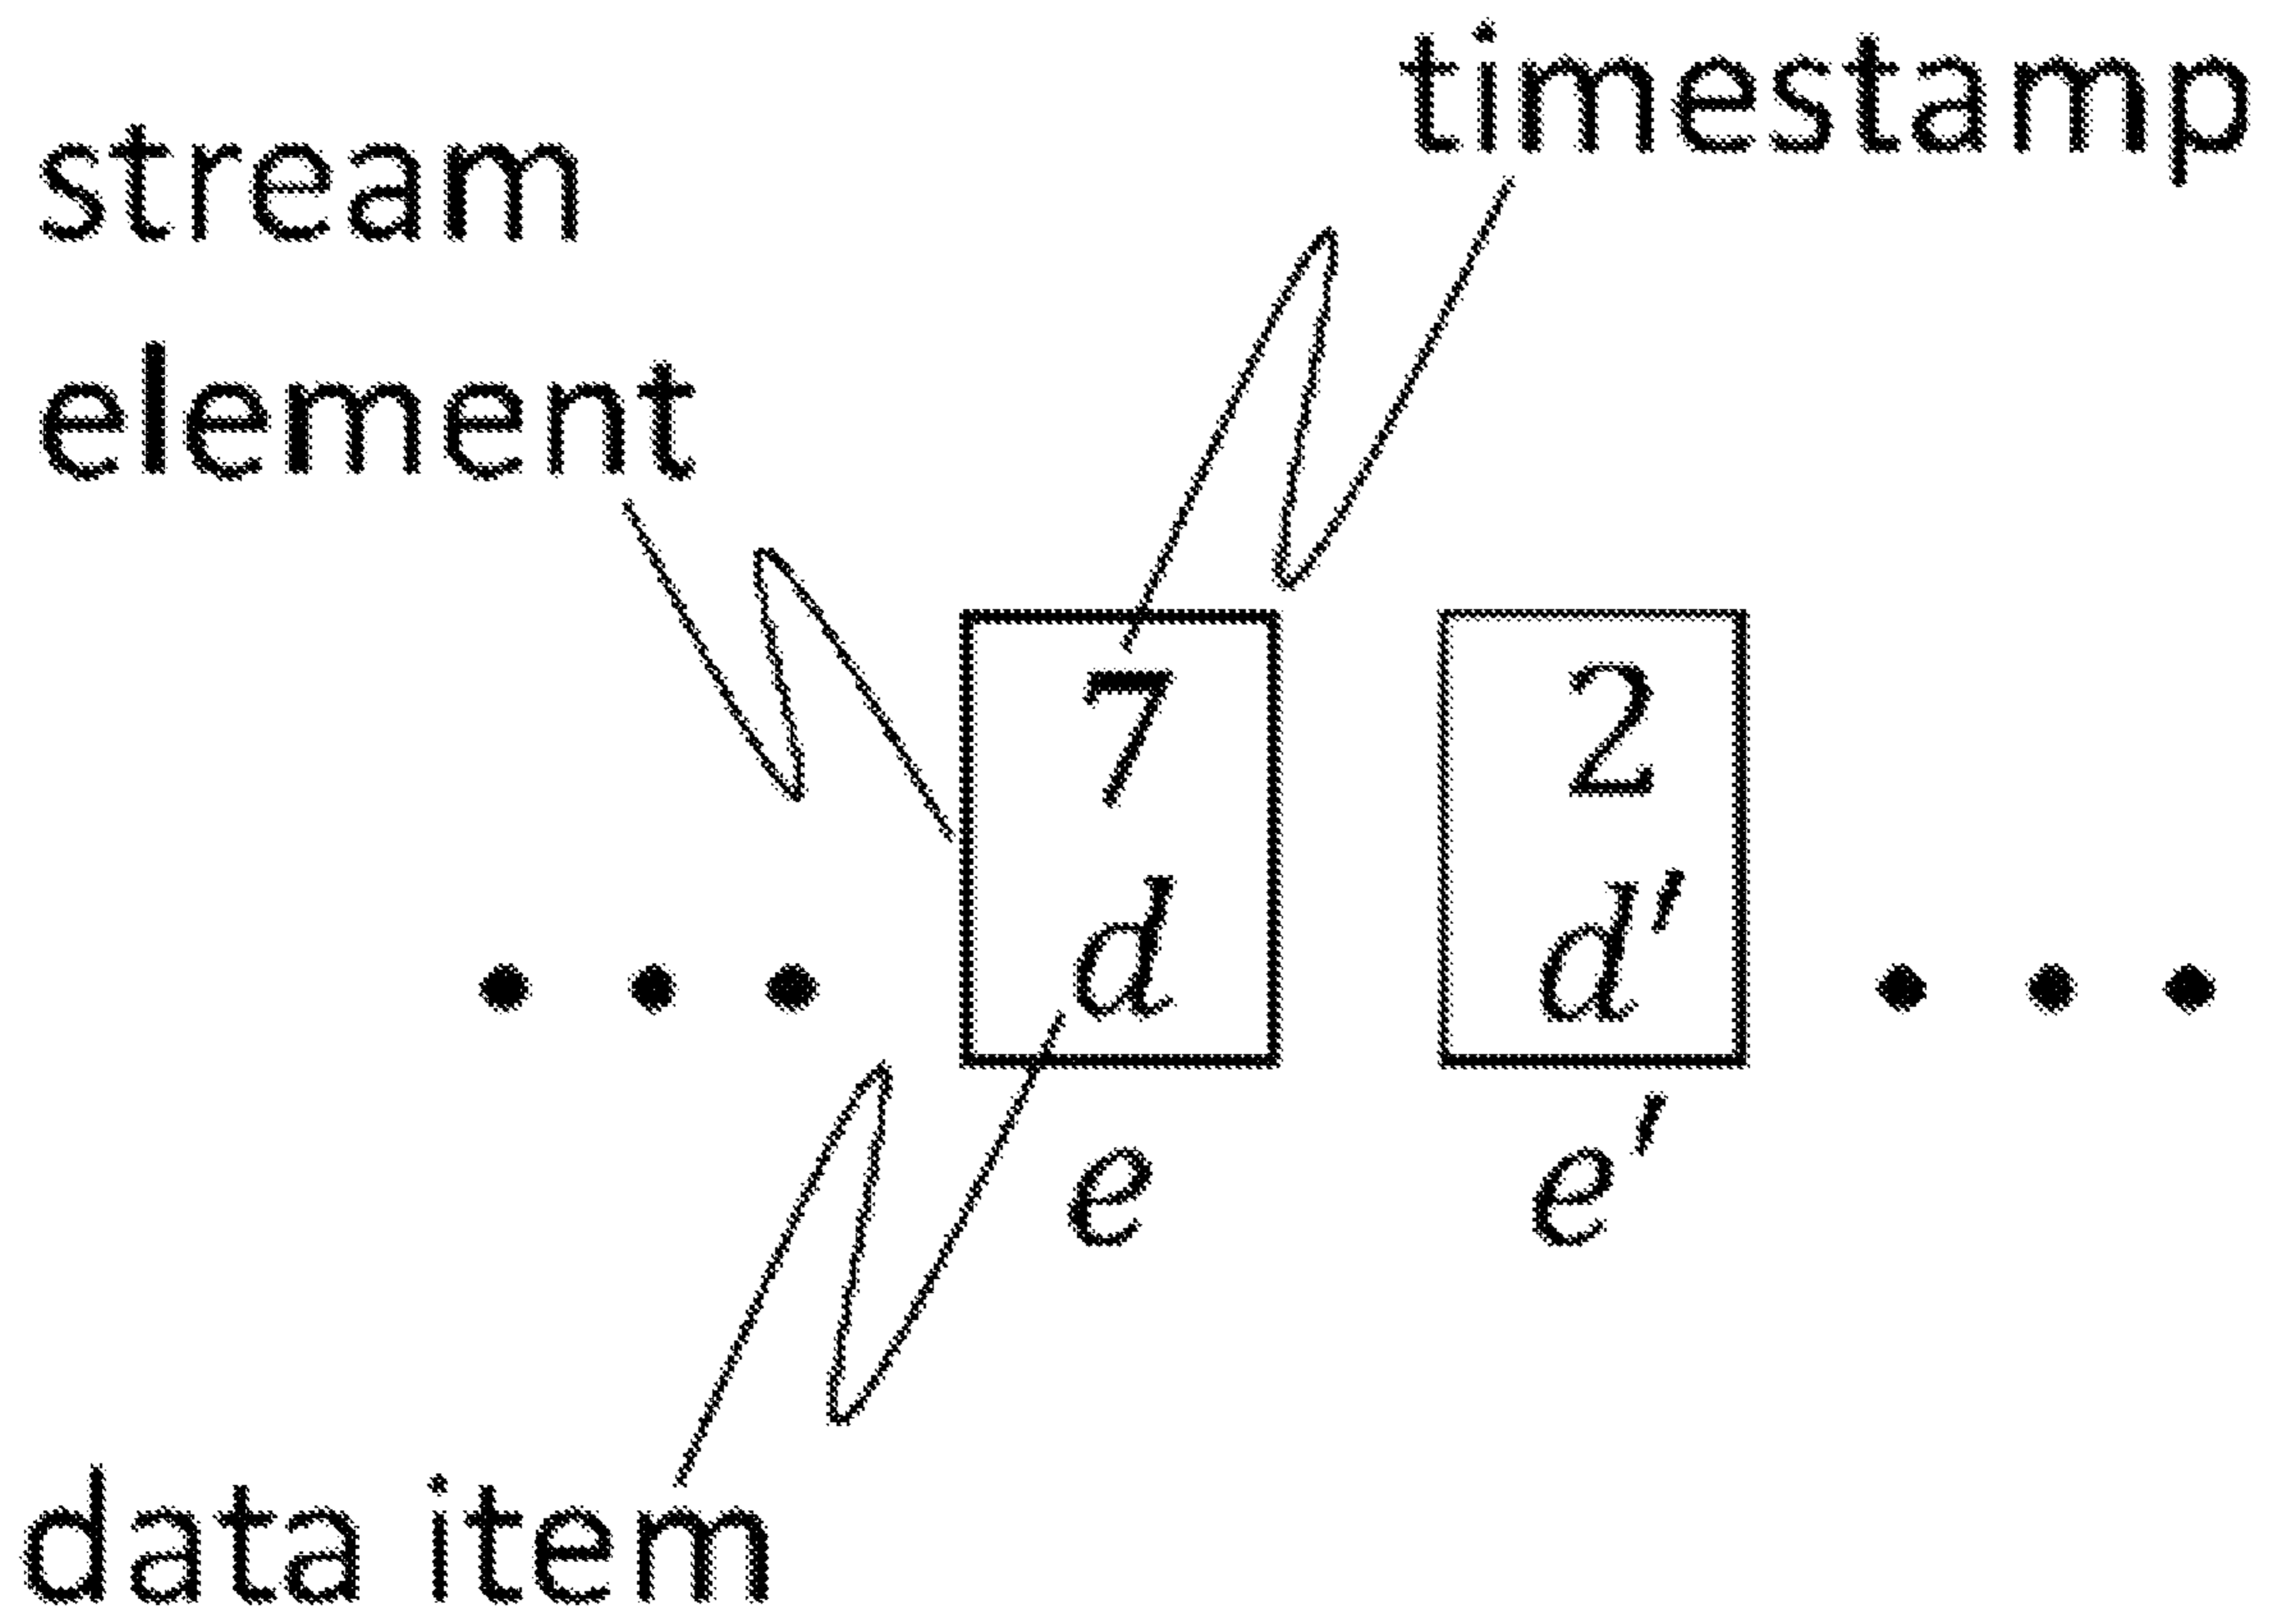 timestamp
stream
element
7 2
d d′
• • • • • •
e e′
data item